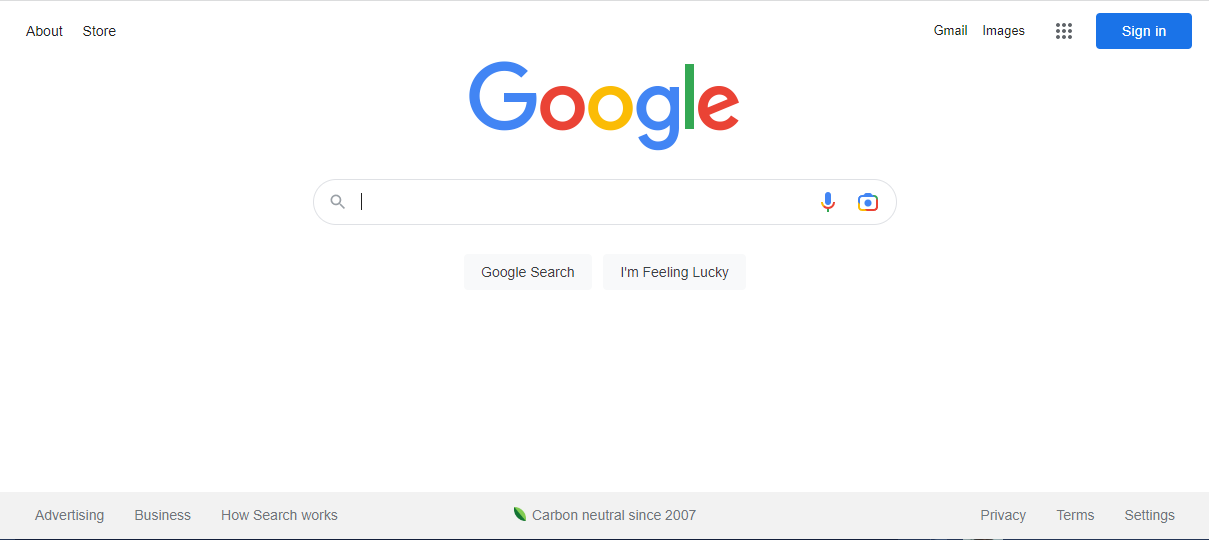 About Store Gmail Images Sign in
Google
Google Search I'm Feeling Lucky
Advertising Business How Search works Carbon neutral since 2007 Privacy Terms Settings